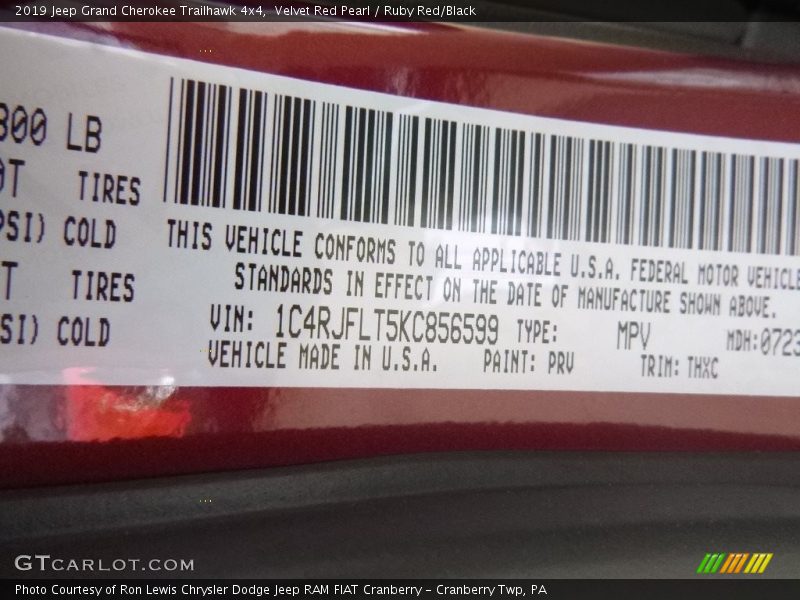 2019 Jeep Grand Cherokee Trailhawk 4x4, Velvet Red Pearl / Ruby Red/Black
800 LB
TIRES
PSI) COLD
THIS VEHICLE CONFORMS TO ALL APPLICABLE U.S.A. FEDERAL MOTOR VEHICLE
T TIRES
STANDARDS IN EFFECT ON THE DATE OF MANUFACTURE SHOWN ABOVE.
SI) COLD
VIN: 1C4RJFLT5KC856599 TYPE: MPV MDH:0723
VEHICLE MADE IN U.S.A. PAINT: PRV TRIM: THXC
GTCARLOT.COM
Photo Courtesy of Ron Lewis Chrysler Dodge Jeep RAM FIAT Cranberry – Cranberry Twp, PA